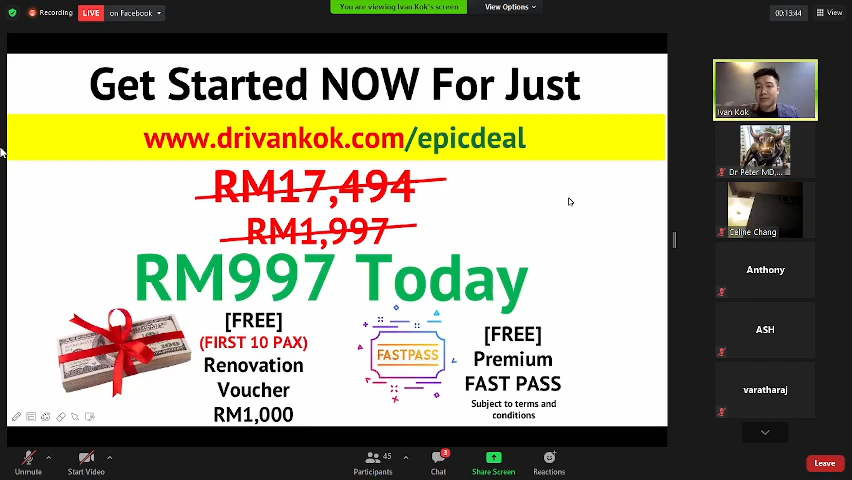 Recording
LIVE
on Facebook
You are viewing Ivan Kok's screen
View Options
00:13:44
View
Get Started NOW For Just
www.drivankok.com/epicdeal
RM17,494
RM1,997
RM997 Today
[FREE]
(FIRST 10 PAX)
Renovation
Voucher
RM1,000
FASTPASS
[FREE]
Premium
FAST PASS
Subject to terms and
conditions
Ivan Kok
Dr Peter MD,...
Celine Chang
Anthony
ASH
varatharaj
Unmute
Start Video
45
Participants
3
Chat
Share Screen
Reactions
Leave